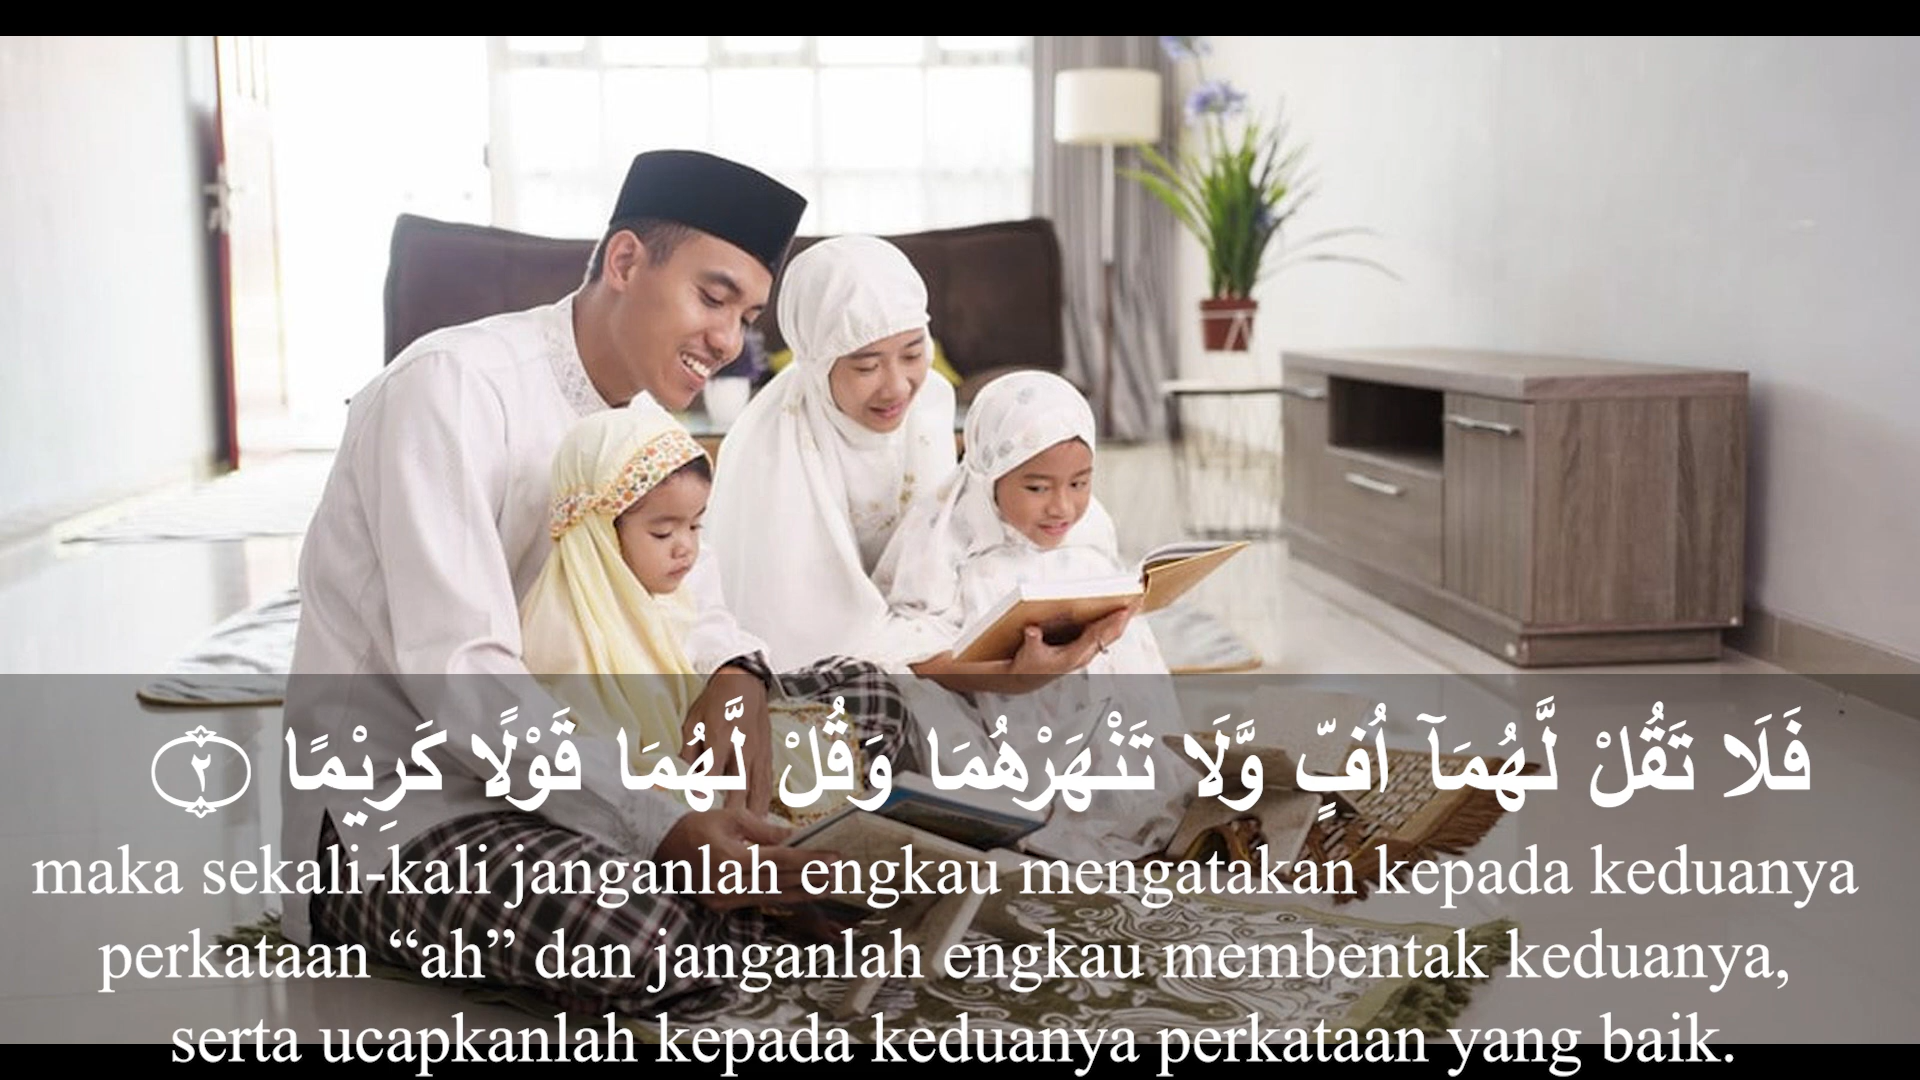 فَلَا تَقُلْ لَّهُمَآ اُفٍّ وَّلَا تَنْهَرْهُمَا وَقُلْ لَّهُمَا قَوْلًا كَرِيْمًا ٢
maka sekali-kali janganlah engkau mengatakan kepada keduanya
perkataan “ah” dan janganlah engkau membentak keduanya,
serta ucapkanlah kepada keduanya perkataan yang baik.